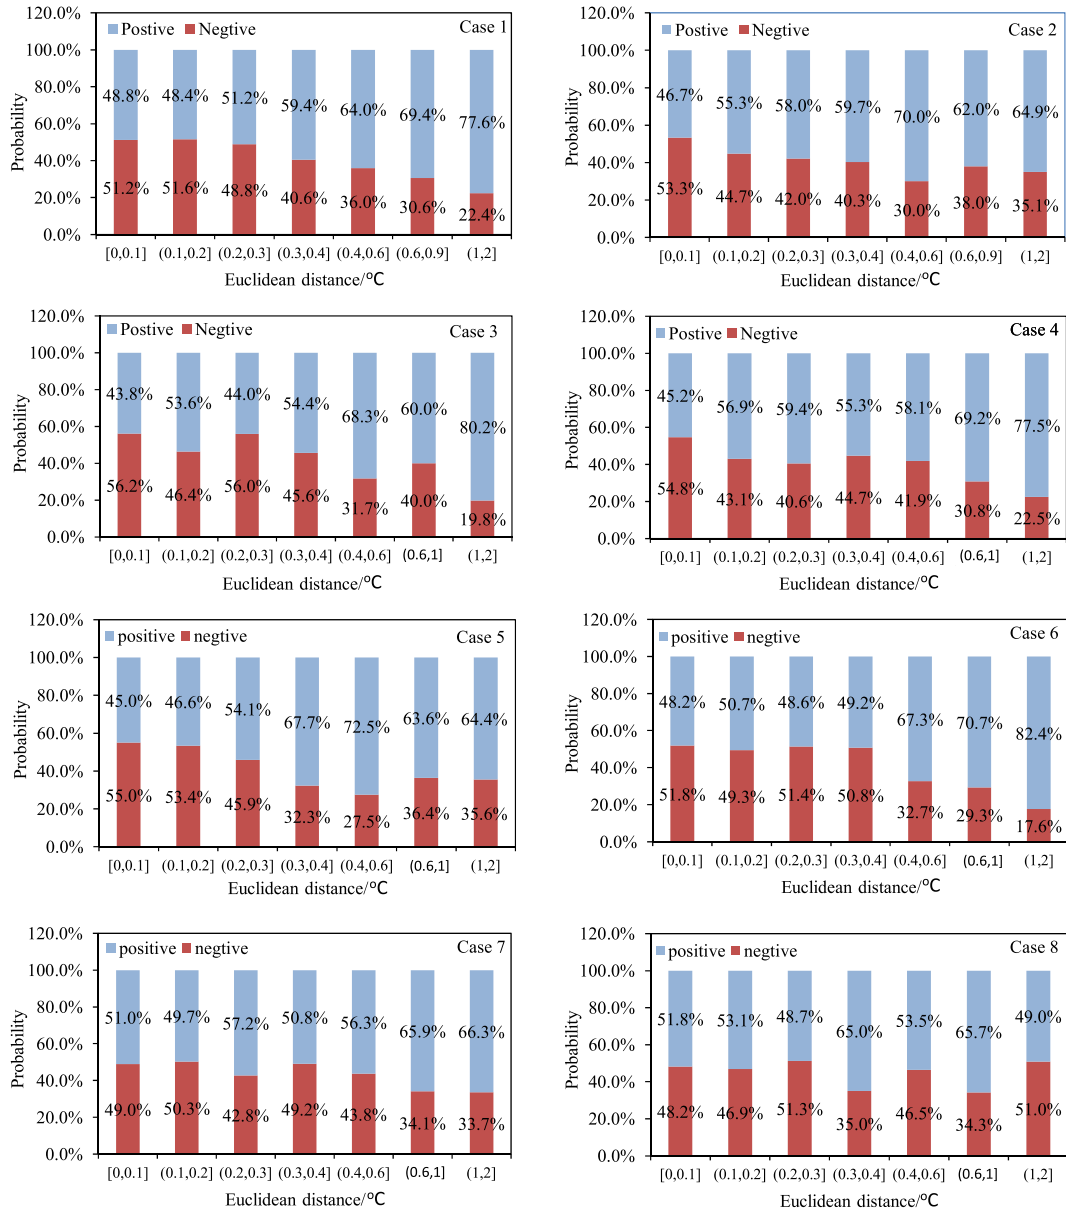 120.0%
Postive Negtive
Case 1
100.0%
80.0%
60.0%
40.0%
20.0%
0.0%
Probability
48.8% 48.4% 51.2% 59.4% 64.0% 69.4% 77.6%
51.2% 51.6% 48.8% 40.6% 36.0% 30.6% 22.4%
[0,0.1] (0.1,0.2] (0.2,0.3] (0.3,0.4] (0.4,0.6] (0.6,0.9] (1,2]
Euclidean distance/°C
120.0%
Postive Negtive
Case 2
100.0%
80.0%
60.0%
40.0%
20.0%
0.0%
Probability
46.7% 55.3% 58.0% 59.7% 70.0% 62.0% 64.9%
53.3% 44.7% 42.0% 40.3% 30.0% 38.0% 35.1%
[0,0.1] (0.1,0.2] (0.2,0.3] (0.3,0.4] (0.4,0.6] (0.6,0.9] (1,2]
Euclidean distance/°C
120.0%
Postive Negtive
Case 3
100.0%
80.0%
60.0%
40.0%
20.0%
0.0%
Probability
43.8% 53.6% 44.0% 54.4% 68.3% 60.0% 80.2%
56.2% 46.4% 56.0% 45.6% 31.7% 40.0% 19.8%
[0,0.1] (0.1,0.2] (0.2,0.3] (0.3,0.4] (0.4,0.6] (0.6,1] (1,2]
Euclidean distance/°C
120.0%
Postive Negtive
Case 4
100.0%
80.0%
60.0%
40.0%
20.0%
0.0%
Probability
45.2% 56.9% 59.4% 55.3% 58.1% 69.2% 77.5%
54.8% 43.1% 40.6% 44.7% 41.9% 30.8% 22.5%
[0,0.1] (0.1,0.2] (0.2,0.3] (0.3,0.4] (0.4,0.6] (0.6,1] (1,2]
Euclidean distance/°C
120.0%
positive negtive
Case 5
100.0%
80.0%
60.0%
40.0%
20.0%
0.0%
Probability
45.0% 46.6% 54.1% 67.7% 72.5% 63.6% 64.4%
55.0% 53.4% 45.9% 32.3% 27.5% 36.4% 35.6%
[0,0.1] (0.1,0.2] (0.2,0.3] (0.3,0.4] (0.4,0.6] (0.6,1] (1,2]
Euclidean distance/°C
120.0%
positive negtive
Case 6
100.0%
80.0%
60.0%
40.0%
20.0%
0.0%
Probability
48.2% 50.7% 48.6% 49.2% 67.3% 70.7% 82.4%
51.8% 49.3% 51.4% 50.8% 32.7% 29.3% 17.6%
[0,0.1] (0.1,0.2] (0.2,0.3] (0.3,0.4] (0.4,0.6] (0.6,1] (1,2]
Euclidean distance/°C
120.0%
positive negtive
Case 7
100.0%
80.0%
60.0%
40.0%
20.0%
0.0%
Probability
51.0% 49.7% 57.2% 50.8% 56.3% 65.9% 66.3%
49.0% 50.3% 42.8% 49.2% 43.8% 34.1% 33.7%
[0,0.1] (0.1,0.2] (0.2,0.3] (0.3,0.4] (0.4,0.6] (0.6,1] (1,2]
Euclidean distance/°C
120.0%
positive negtive
Case 8
100.0%
80.0%
60.0%
40.0%
20.0%
0.0%
Probability
51.8% 53.1% 48.7% 65.0% 53.5% 65.7% 49.0%
48.2% 46.9% 51.3% 35.0% 46.5% 34.3% 51.0%
[0,0.1] (0.1,0.2] (0.2,0.3] (0.3,0.4] (0.4,0.6] (0.6,1] (1,2]
Euclidean distance/°C